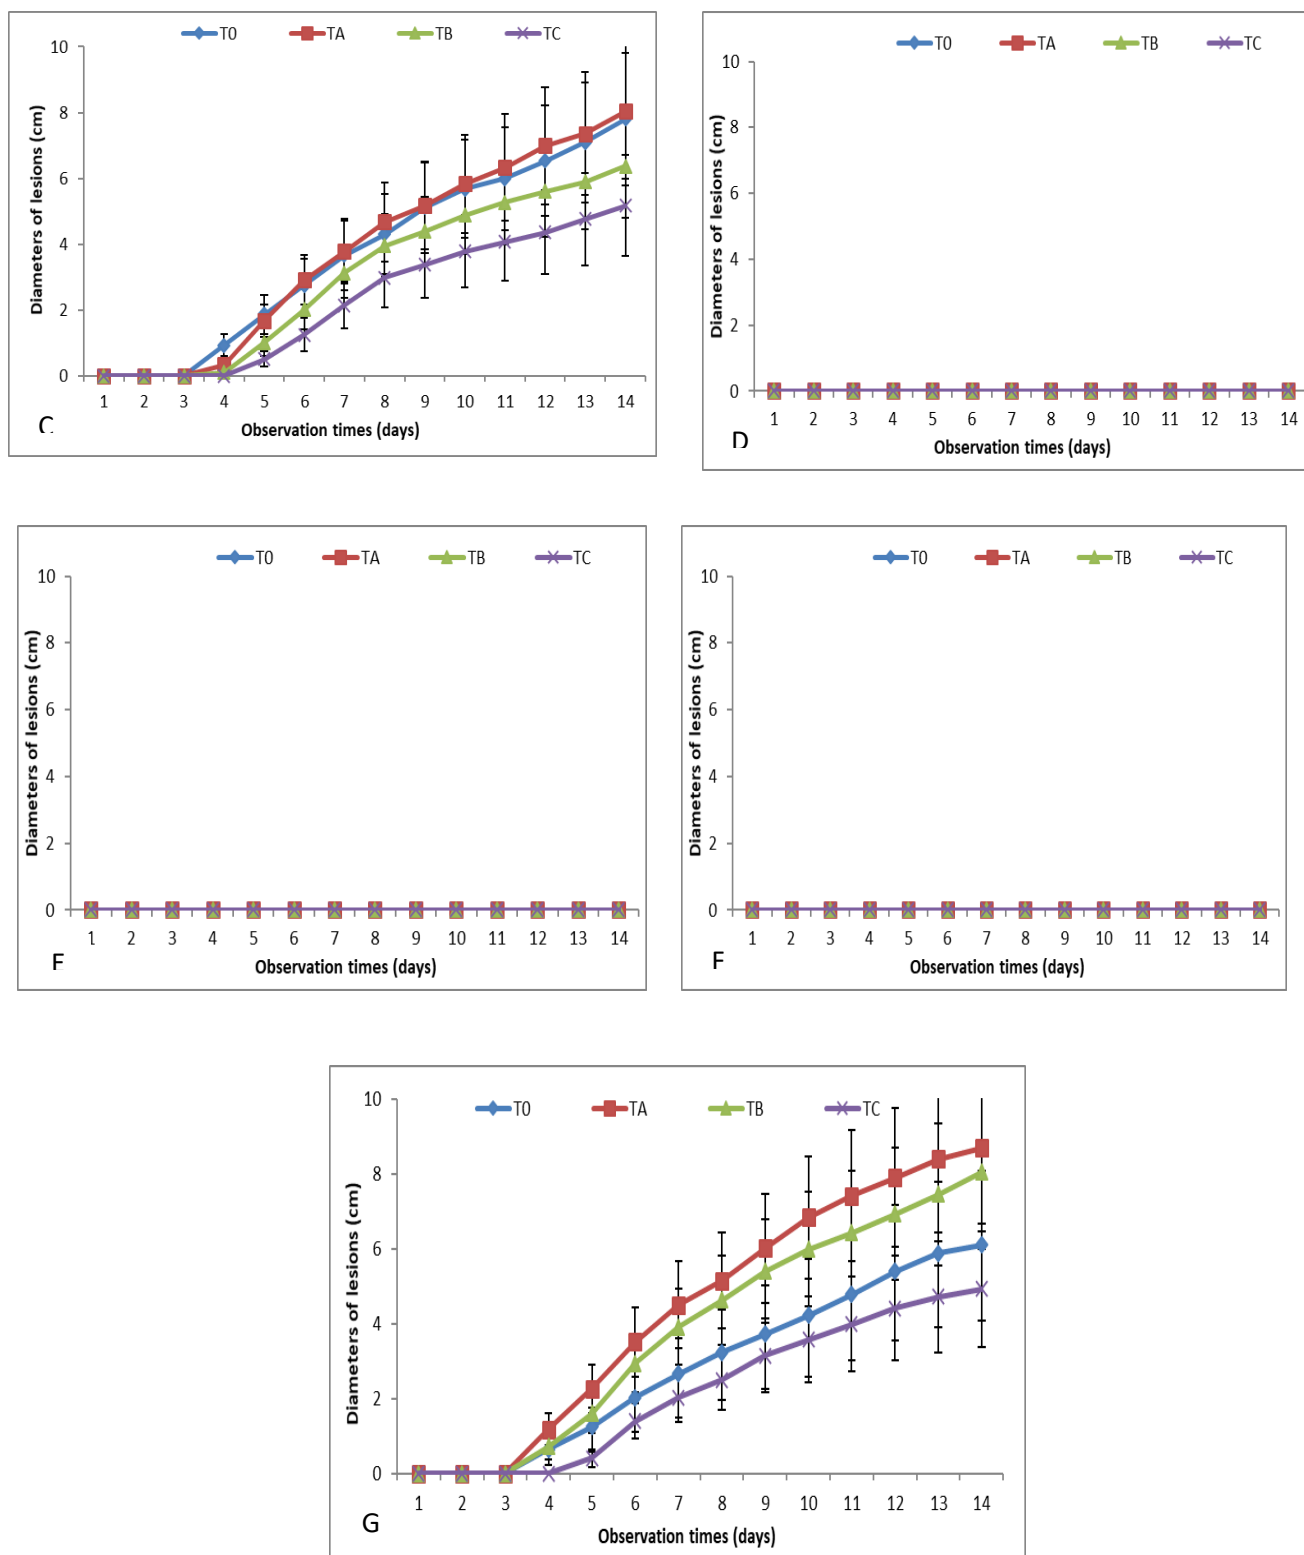 T0 TA TB TC
Diameters of lesions (cm)
10
8
6
4
2
0
1 2 3 4 5 6 7 8 9 10 11 12 13 14
C
Observation times (days)
T0 TA TB TC
Diameters of lesions (cm)
10
8
6
4
2
0
1 2 3 4 5 6 7 8 9 10 11 12 13 14
D
Observation times (days)
T0 TA TB TC
Diameters of lesions (cm)
10
8
6
4
2
0
1 2 3 4 5 6 7 8 9 10 11 12 13 14
E
Observation times (days)
T0 TA TB TC
Diameters of lesions (cm)
10
8
6
4
2
0
1 2 3 4 5 6 7 8 9 10 11 12 13 14
F
Observation times (days)
T0 TA TB TC
Diameters of lesions (cm)
10
8
6
4
2
0
1 2 3 4 5 6 7 8 9 10 11 12 13 14
G
Observation times (days)